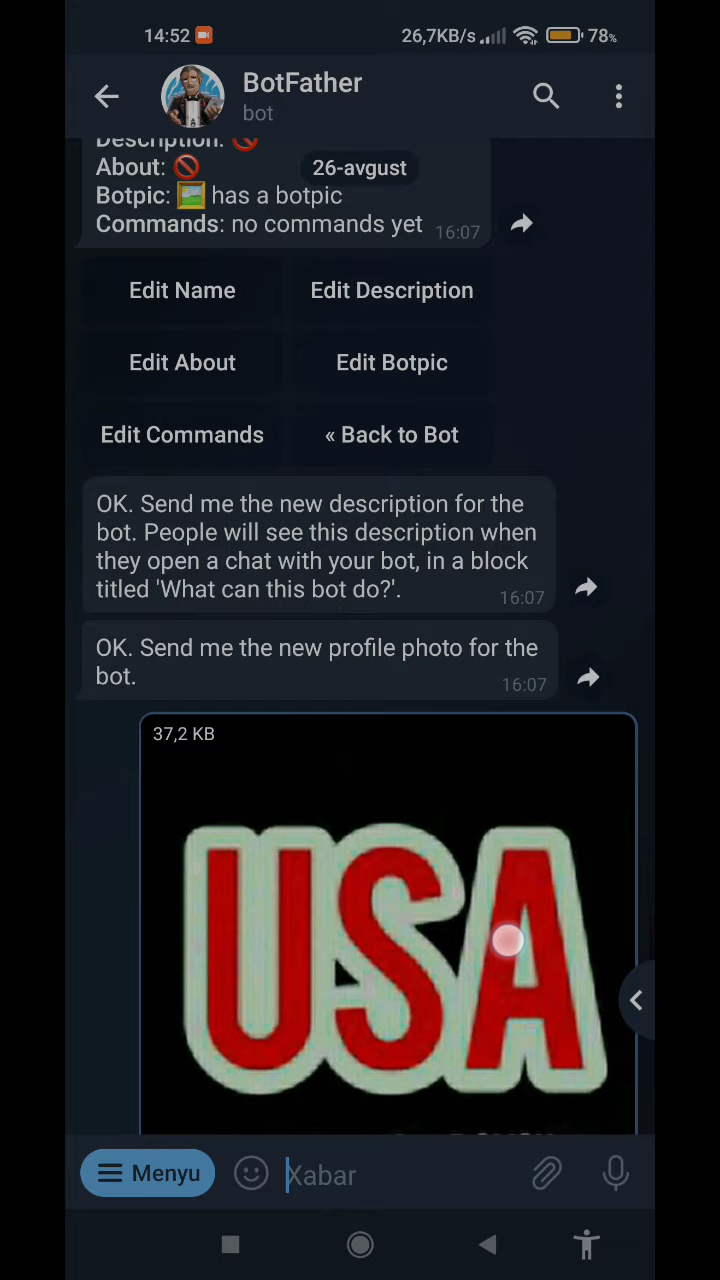 14:52 26,7KB/s 78%
BotFather
bot
Description: 🚫
About: 🚫
26-avgust
Botpic: 🖼 has a botpic
Commands: no commands yet 16:07
Edit Name Edit Description
Edit About Edit Botpic
Edit Commands « Back to Bot
OK. Send me the new description for the
bot. People will see this description when
they open a chat with your bot, in a block
titled 'What can this bot do?'. 16:07
OK. Send me the new profile photo for the
bot. 16:07
37,2 KB
USA
Menyu Xabar